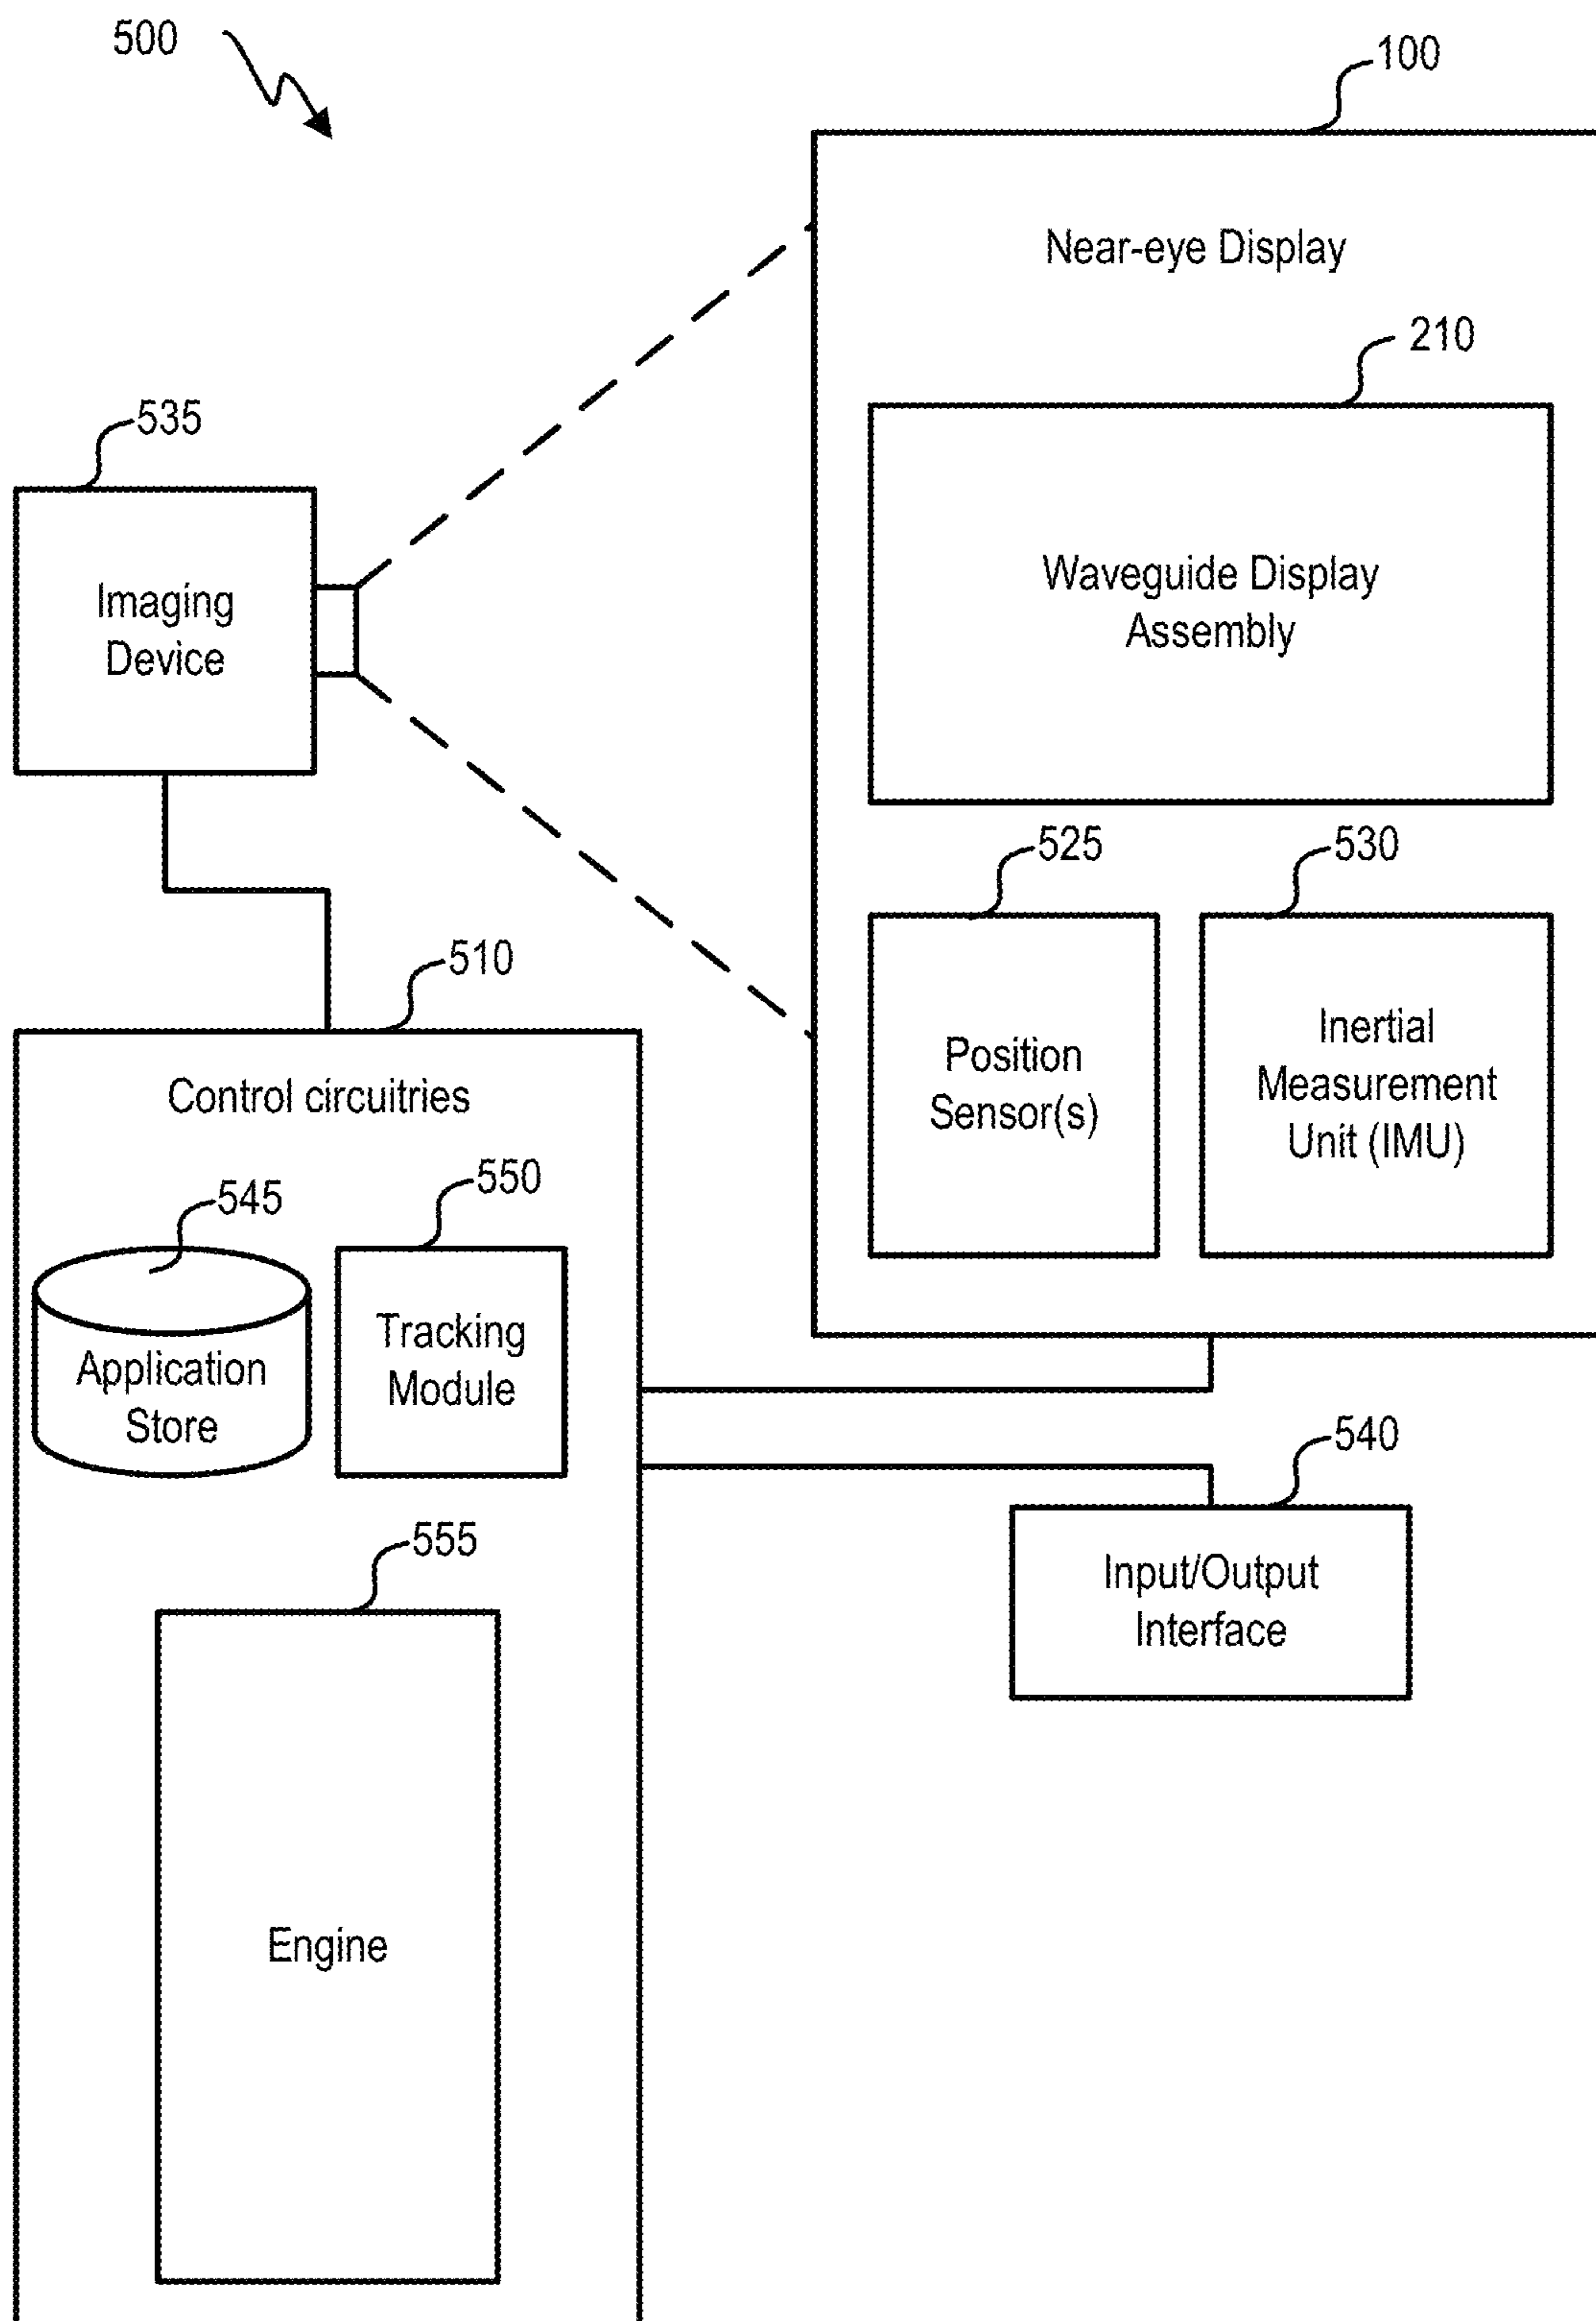 500
100
Near-eye Display
210
Waveguide Display
Assembly
535
Imaging
Device
525
530
Position
Sensor(s)
Inertial
Measurement
Unit (IMU)
510
Control circuitries
545
550
Application
Store
Tracking
Module
540
Input/Output
Interface
555
Engine